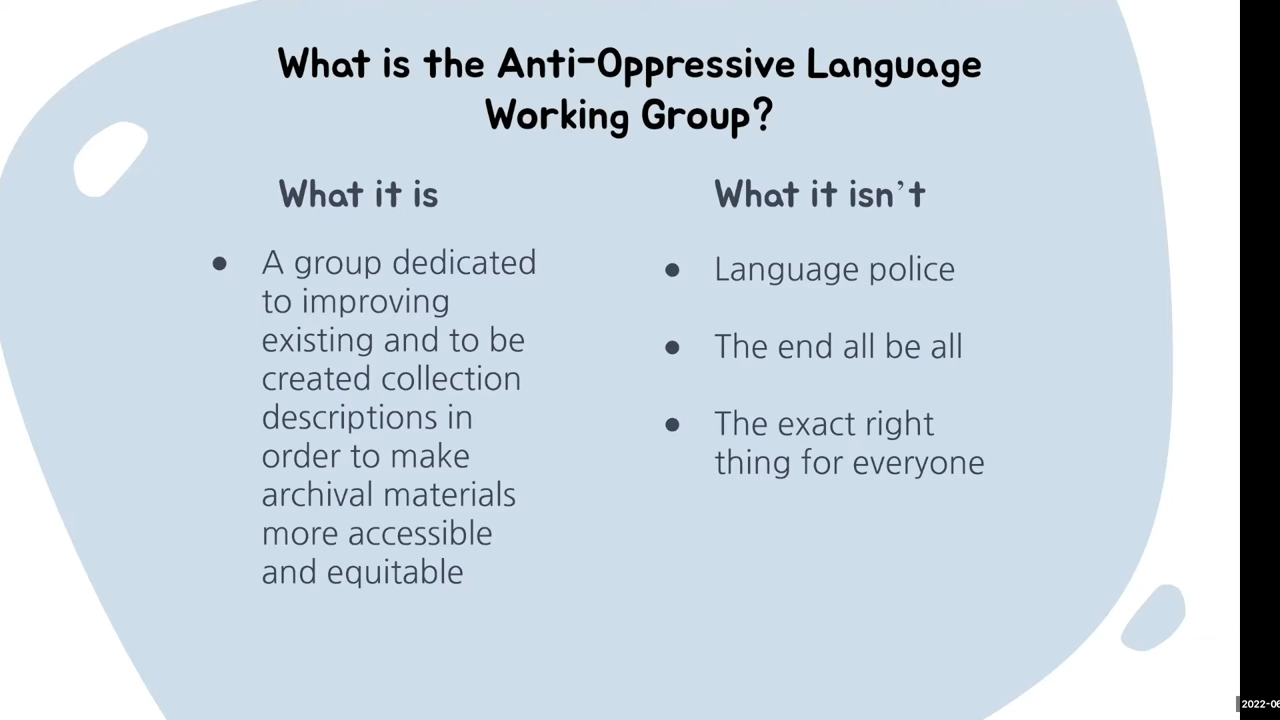 What is the Anti-Oppressive Language
Working Group?
What it is
● A group dedicated
to improving
existing and to be
created collection
descriptions in
order to make
archival materials
more accessible
and equitable
What it isn’t
● Language police
● The end all be all
● The exact right
thing for everyone